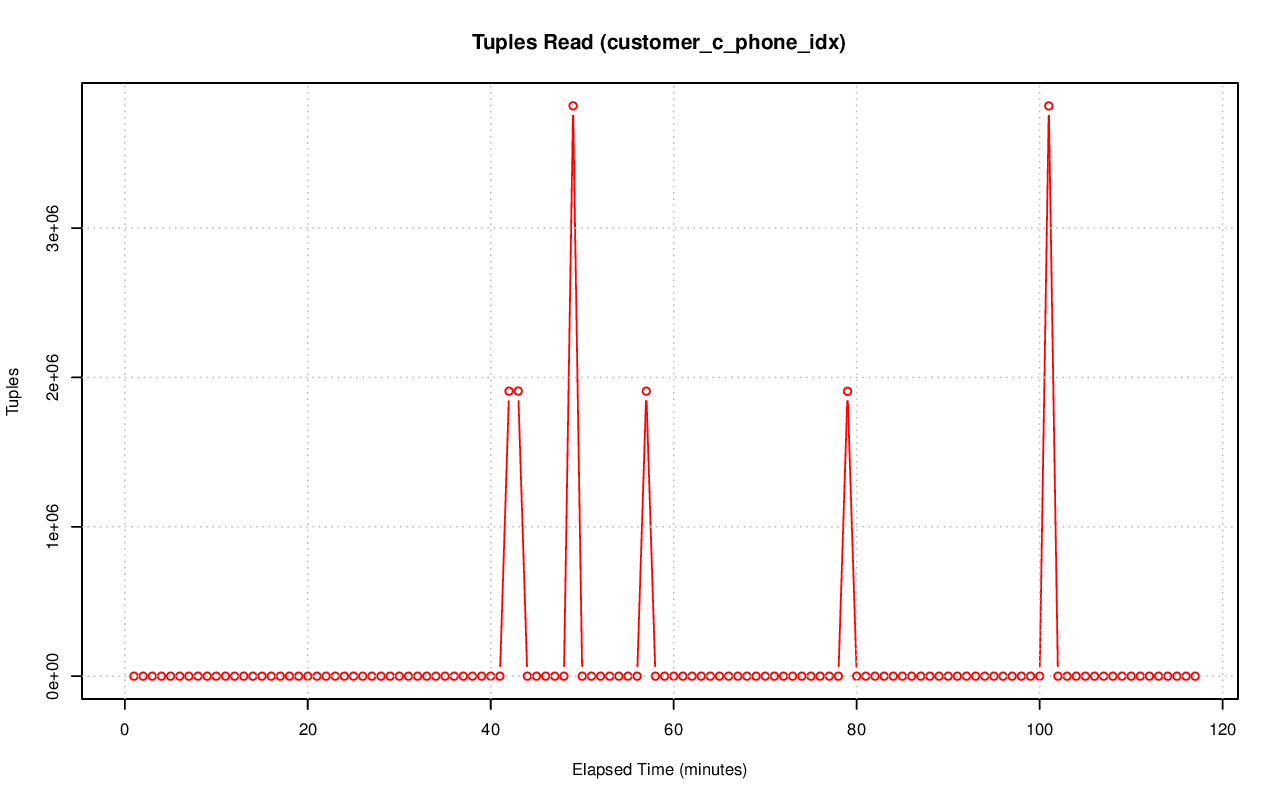 Tuples Read (customer_c_phone_idx)
3e+06
2e+06
1e+06
0e+00
Tuples
0 20 40 60 80 100 120
Elapsed Time (minutes)